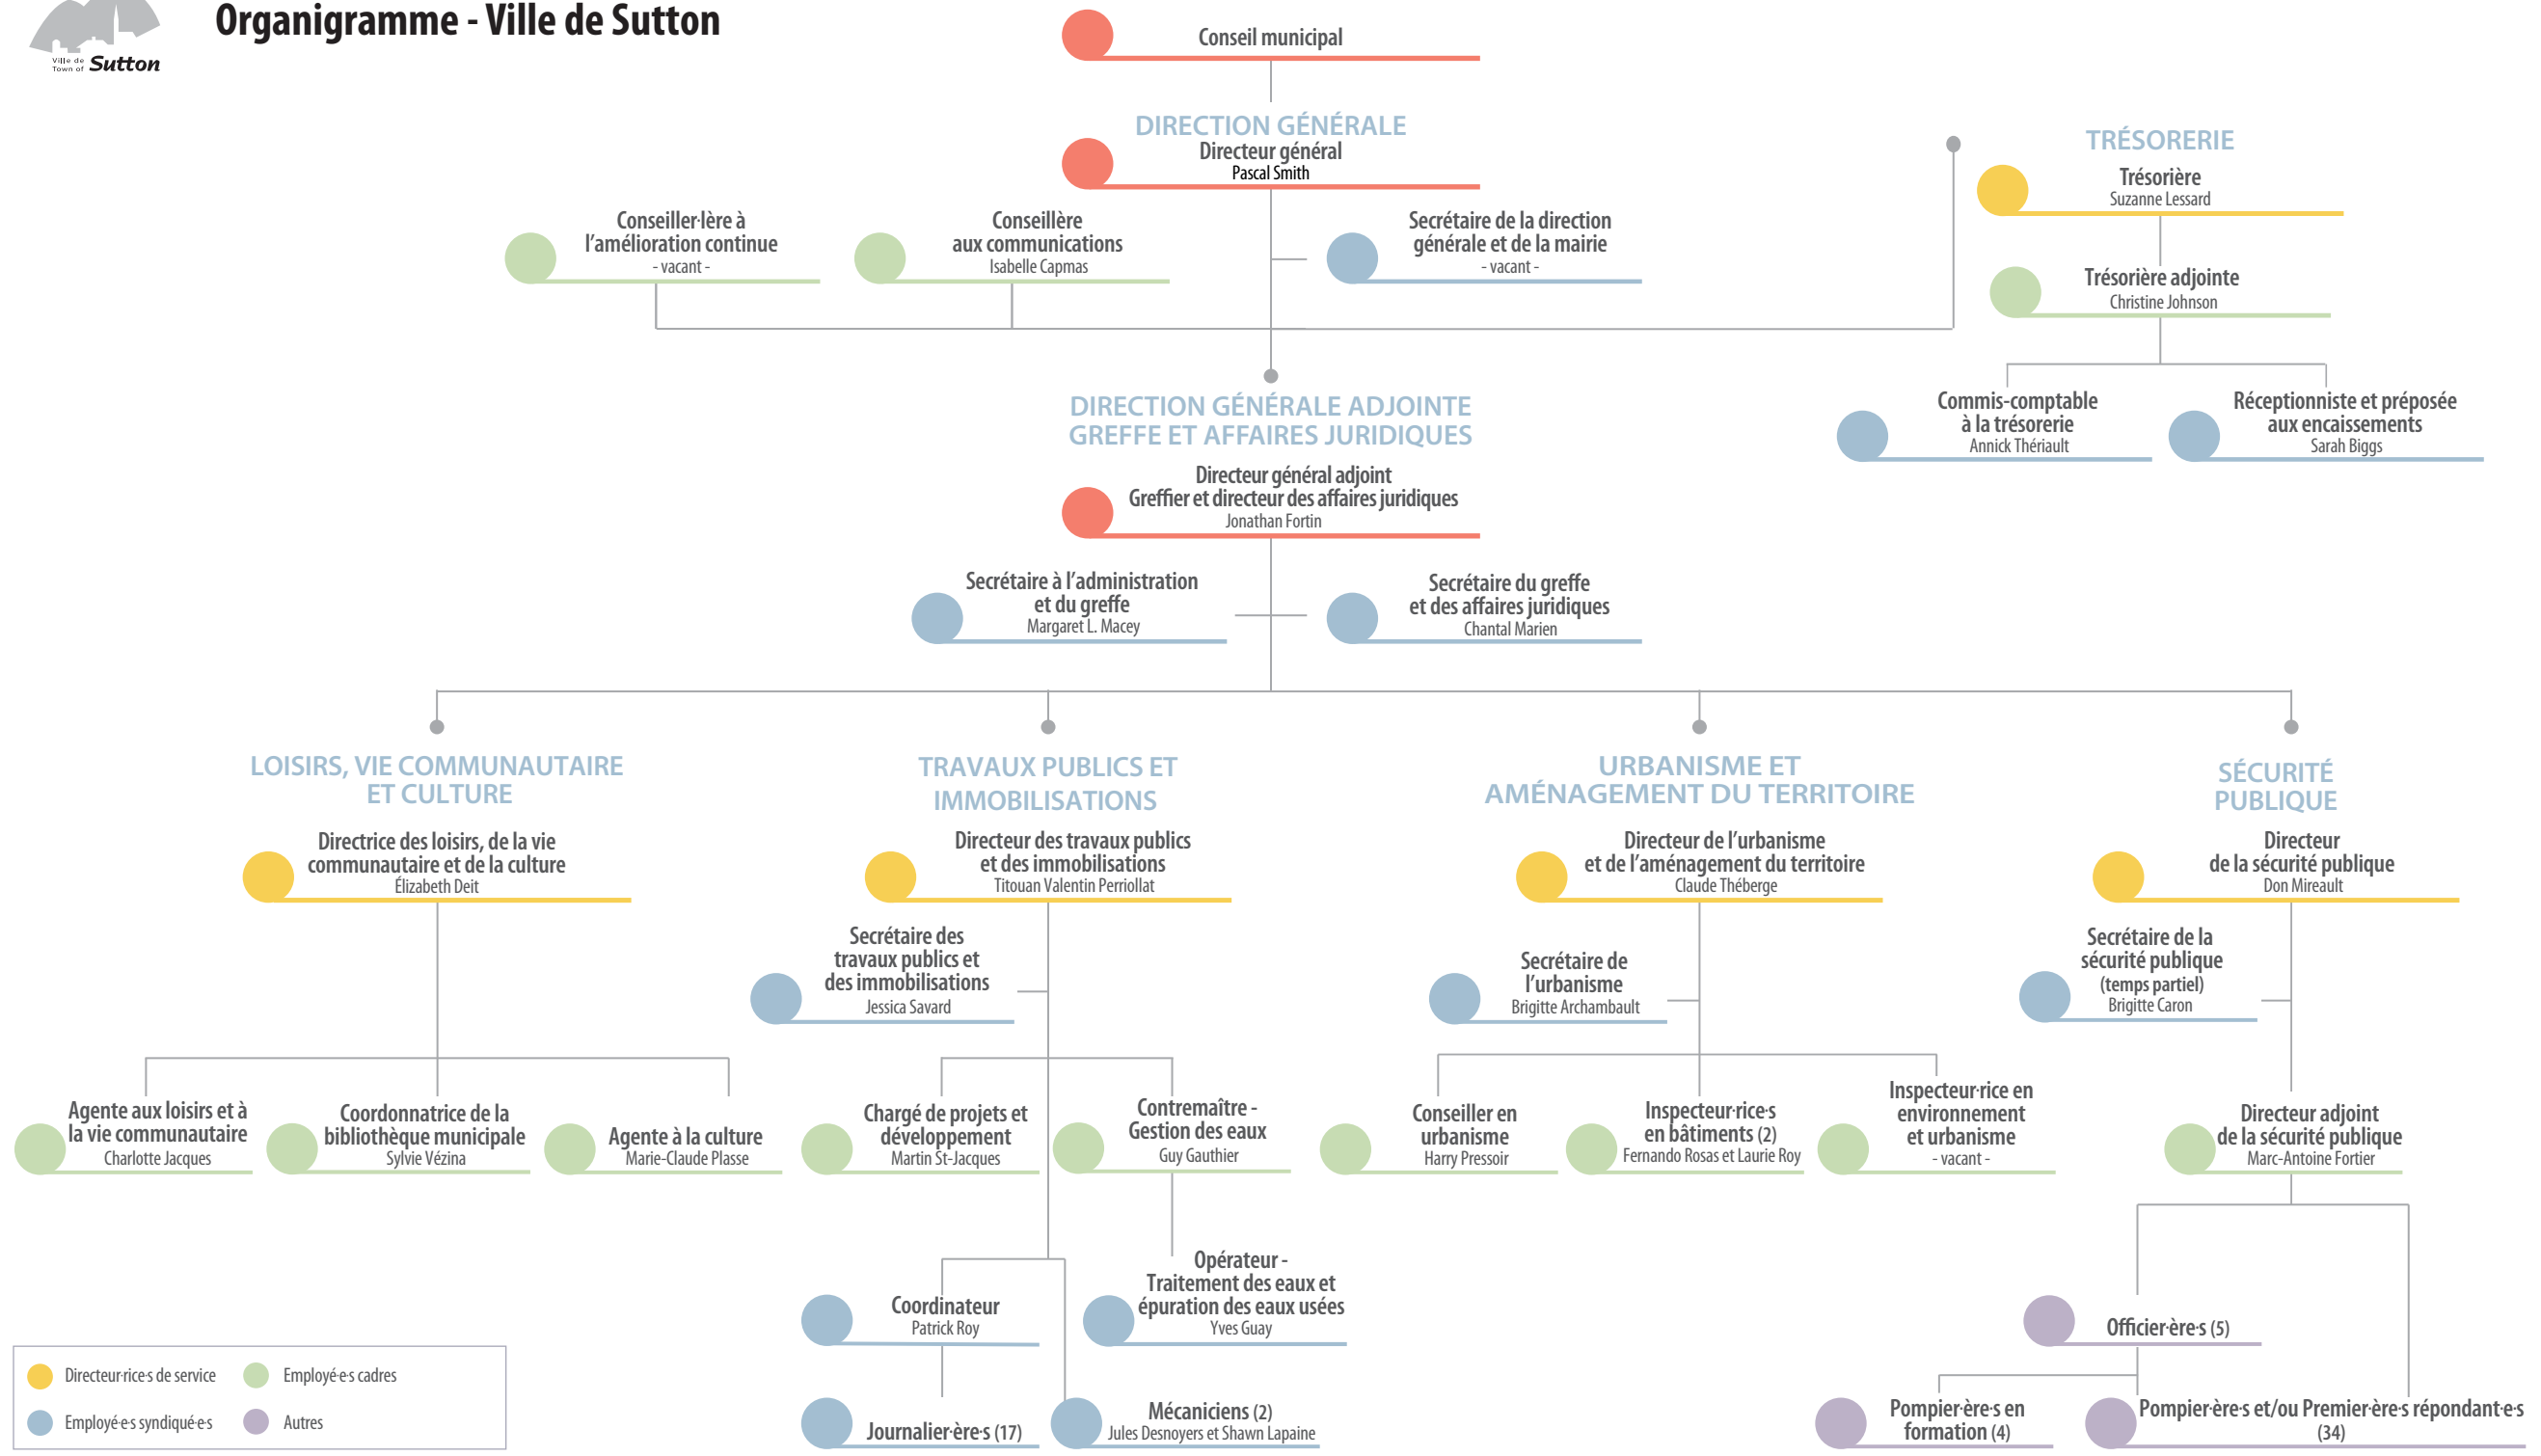 Organigramme - Ville de Sutton
Ville de
Town of Sutton
Conseil municipal
DIRECTION GÉNÉRALE
Directeur général
Pascal Smith
TRÉSORERIE
Trésorière
Suzanne Lessard
Trésorière adjointe
Christine Johnson
Commis-comptable
à la trésorerie
Annick Thériault
Réceptionniste et préposée
aux encaissements
Sarah Biggs
Conseiller·lère à
l'amélioration continue
- vacant -
Conseillère
aux communications
Isabelle Capmas
Secrétaire de la direction
générale et de la mairie
- vacant -
DIRECTION GÉNÉRALE ADJOINTE
GREFFE ET AFFAIRES JURIDIQUES
Directeur général adjoint
Greffier et directeur des affaires juridiques
Jonathan Fortin
Secrétaire à l'administration
et du greffe
Margaret L. Macey
Secrétaire du greffe
et des affaires juridiques
Chantal Marien
LOISIRS, VIE COMMUNAUTAIRE
ET CULTURE
Directrice des loisirs, de la vie
communautaire et de la culture
Élizabeth Deit
Agente aux loisirs et à
la vie communautaire
Charlotte Jacques
Coordonnatrice de la
bibliothèque municipale
Sylvie Vézina
Agente à la culture
Marie-Claude Plasse
TRAVAUX PUBLICS ET
IMMOBILISATIONS
Directeur des travaux publics
et des immobilisations
Titouan Valentin Perriollat
Secrétaire des
travaux publics et
des immobilisations
Jessica Savard
Chargé de projets et
développement
Martin St-Jacques
Contremaître -
Gestion des eaux
Guy Gauthier
Coordinateur
Patrick Roy
Opérateur -
Traitement des eaux et
épuration des eaux usées
Yves Guay
Journalier·ère·s (17)
Mécaniciens (2)
Jules Desnoyers et Shawn Lapaine
URBANISME ET
AMÉNAGEMENT DU TERRITOIRE
Directeur de l'urbanisme
et de l'aménagement du territoire
Claude Théberge
Secrétaire de
l'urbanisme
Brigitte Archambault
Conseiller en
urbanisme
Harry Pressoir
Inspecteur·rice·s
en bâtiments (2)
Fernando Rosas et Laurie Roy
Inspecteur·rice en
environnement
et urbanisme
- vacant -
SÉCURITÉ
PUBLIQUE
Directeur
de la sécurité publique
Don Mireault
Secrétaire de la
sécurité publique
(temps partiel)
Brigitte Caron
Directeur adjoint
de la sécurité publique
Marc-Antoine Fortier
Officier·ère·s (5)
Pompier·ère·s en
formation (4)
Pompier·ère·s et/ou Premier·ère·s répondant·e·s
(34)
Directeur·rice·s de service
Employé·e·s cadres
Employé·e·s syndiqué·e·s
Autres